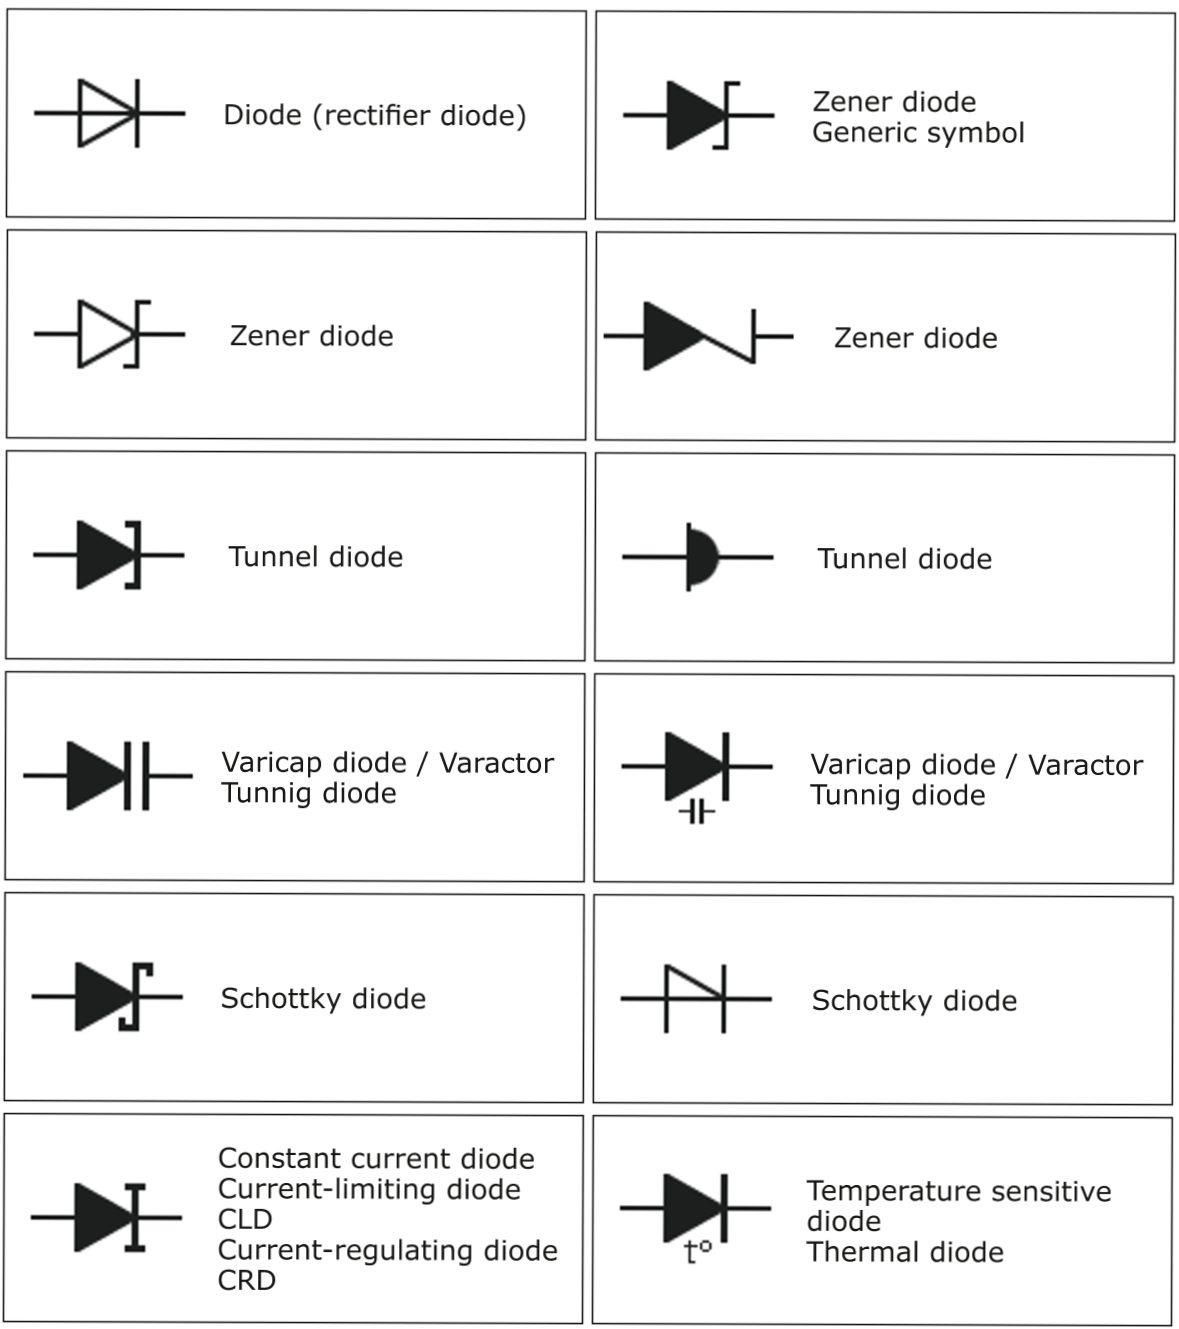 Diode (rectifier diode)
Zener diode
Generic symbol
Zener diode
Zener diode
Tunnel diode
Tunnel diode
Varicap diode / Varactor
Tunnig diode
Varicap diode / Varactor
Tunnig diode
Schottky diode
Schottky diode
Constant current diode
Current-limiting diode
CLD
Current-regulating diode
CRD
Temperature sensitive
diode
Thermal diode
t°